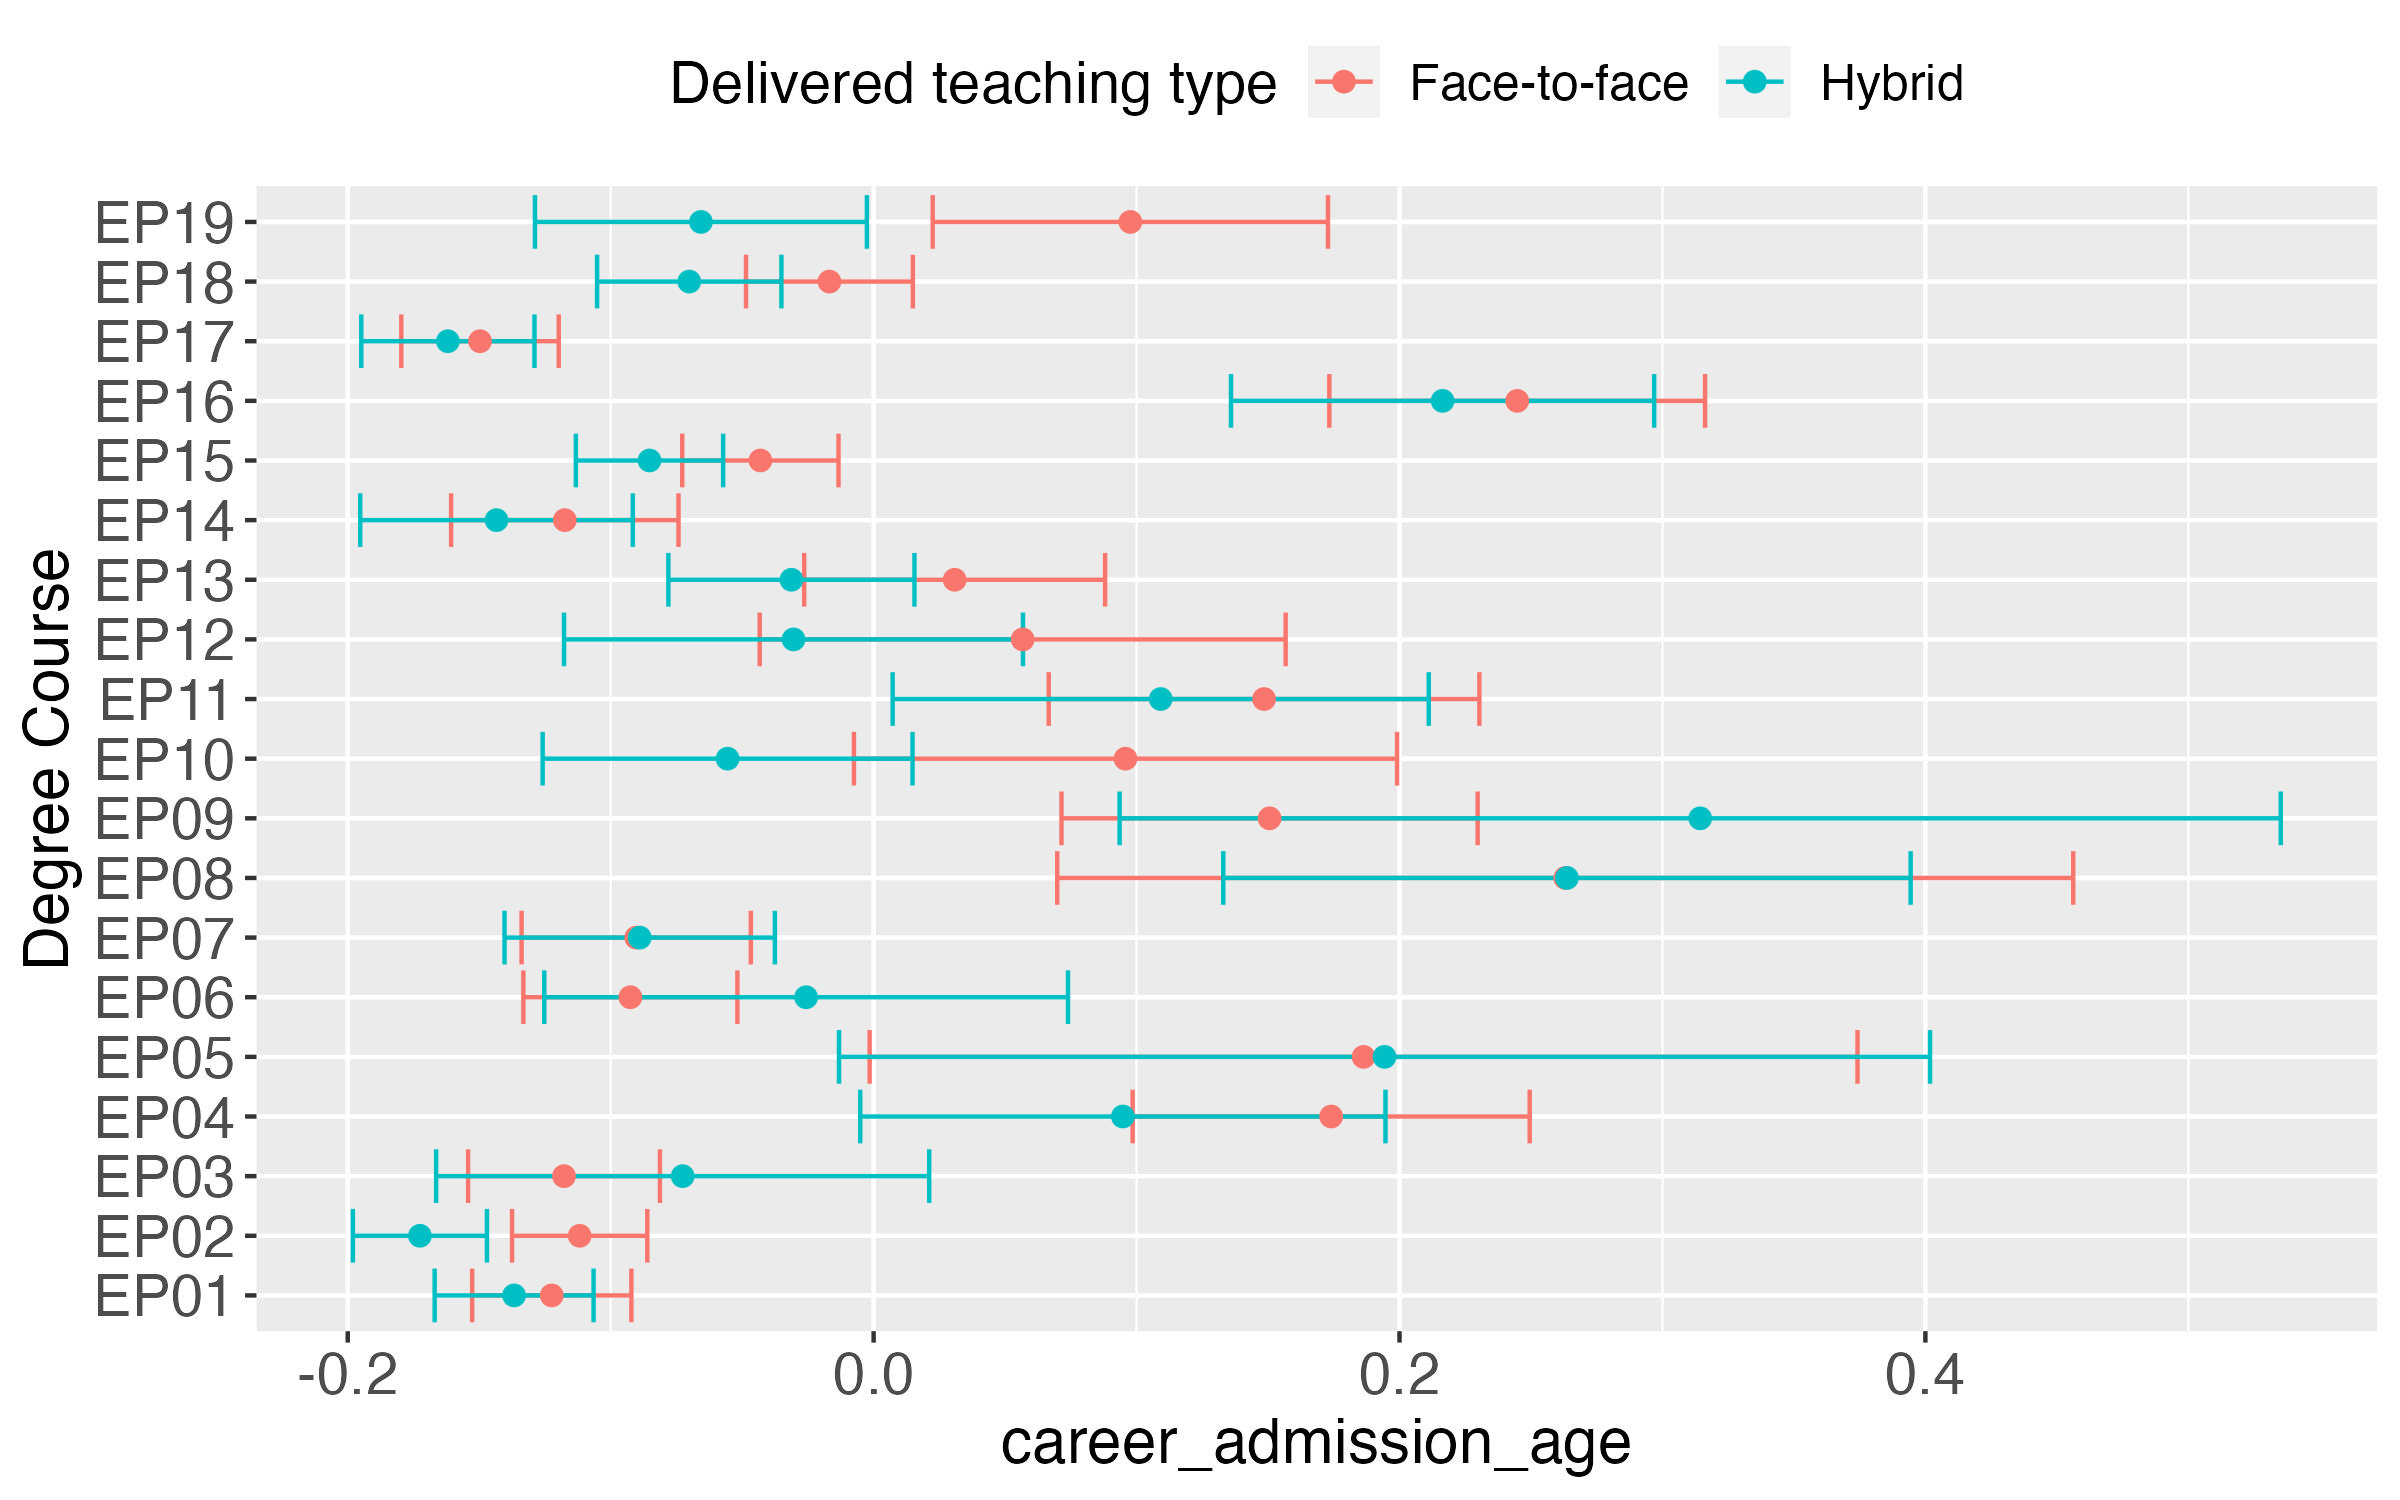 Delivered teaching type Face-to-face Hybrid
EP19
EP18
EP17
EP16
EP15
EP14
EP13
EP12
EP11
EP10
EP09
EP08
EP07
EP06
EP05
EP04
EP03
EP02
EP01
Degree Course
-0.2 0.0 0.2 0.4
career_admission_age